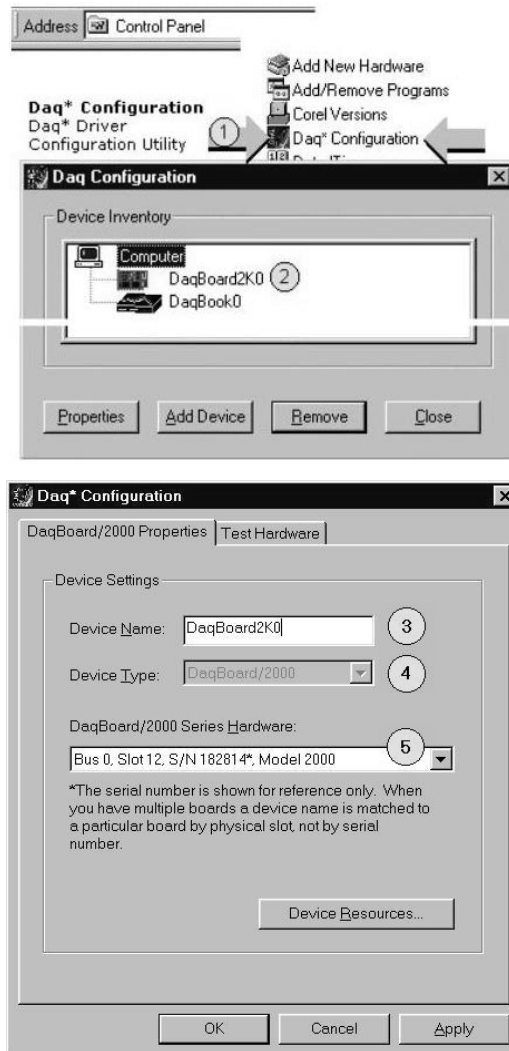 Address Control Panel
Add New Hardware
Add/Remove Programs
Corel Versions
Daq* Configuration
Daq* Configuration
Daq* Driver
Configuration Utility
1
Daq Configuration
Device Inventory
Computer
DaqBoard2K0 2
DaqBook0
Properties Add Device Remove Close
Daq* Configuration
DaqBoard/2000 Properties Test Hardware
Device Settings
Device Name: DaqBoard2K0 3
Device Type: DaqBoard/2000 4
DaqBoard/2000 Series Hardware:
Bus 0, Slot 12, S/N 182814*, Model 2000 5
*The serial number is shown for reference only. When
you have multiple boards a device name is matched to
a particular board by physical slot, not by serial
number.
Device Resources...
OK Cancel Apply